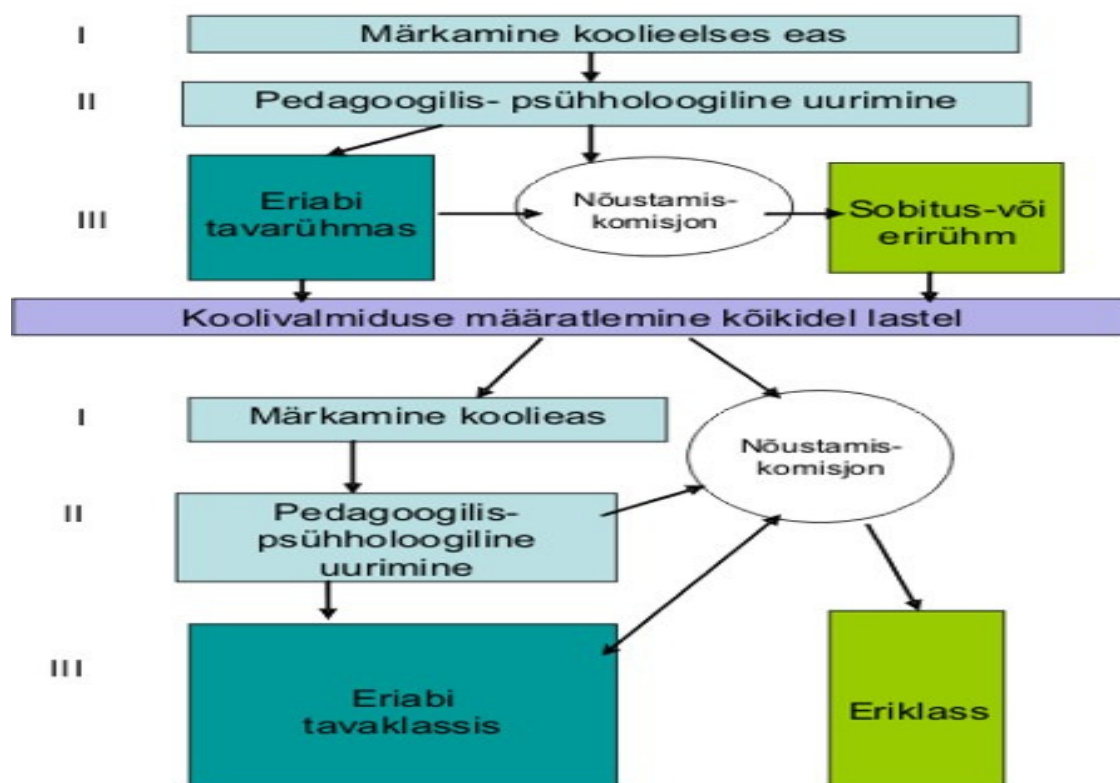 I
Märkamine koolieelses eas
II
Pedagoogilis- psühholoogiline uurimine
III
Eriabi
tavarühmas
Nõustamis-
komisjon
Sobitus-või
erirühm
Koolivalmiduse määratlemine kõikidel lastel
I
Märkamine koolieas
Nõustamis-
komisjon
II
Pedagoogilis-
psühholoogiline
uurimine
III
Eriabi
tavaklassis
Eriklass